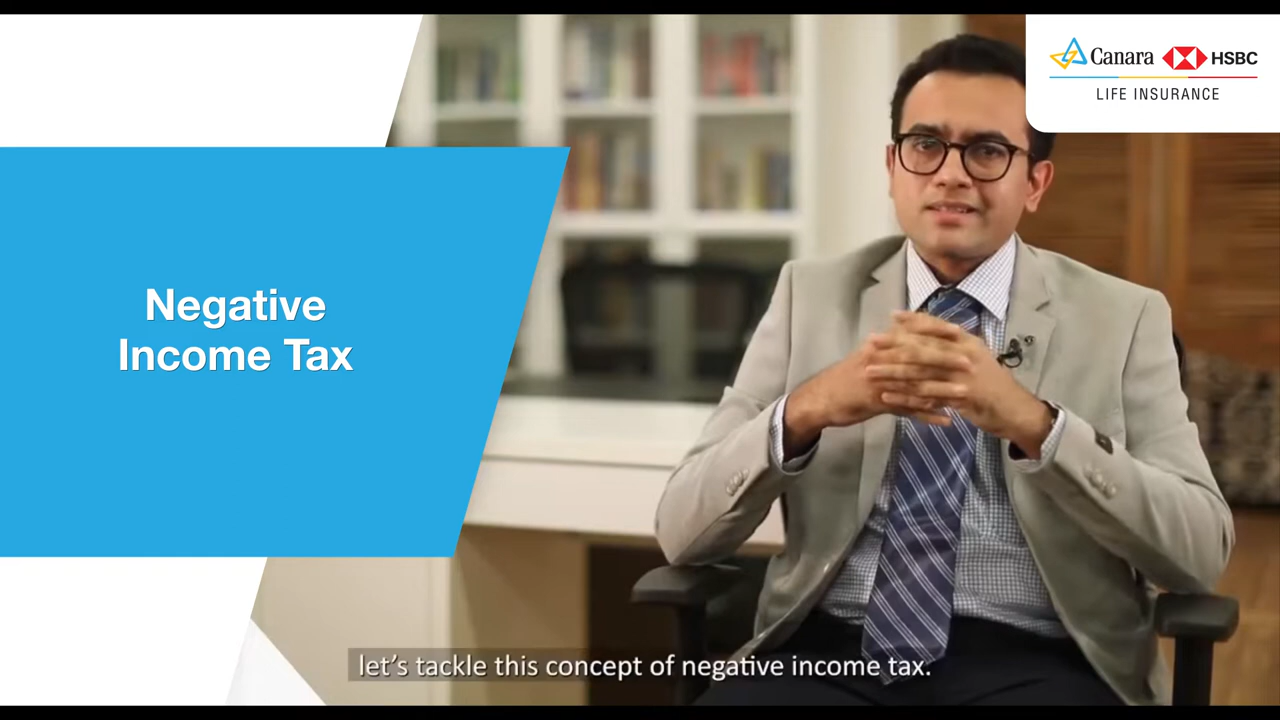 Canara HSBC
LIFE INSURANCE
Negative
Income Tax
let's tackle this concept of negative income tax.